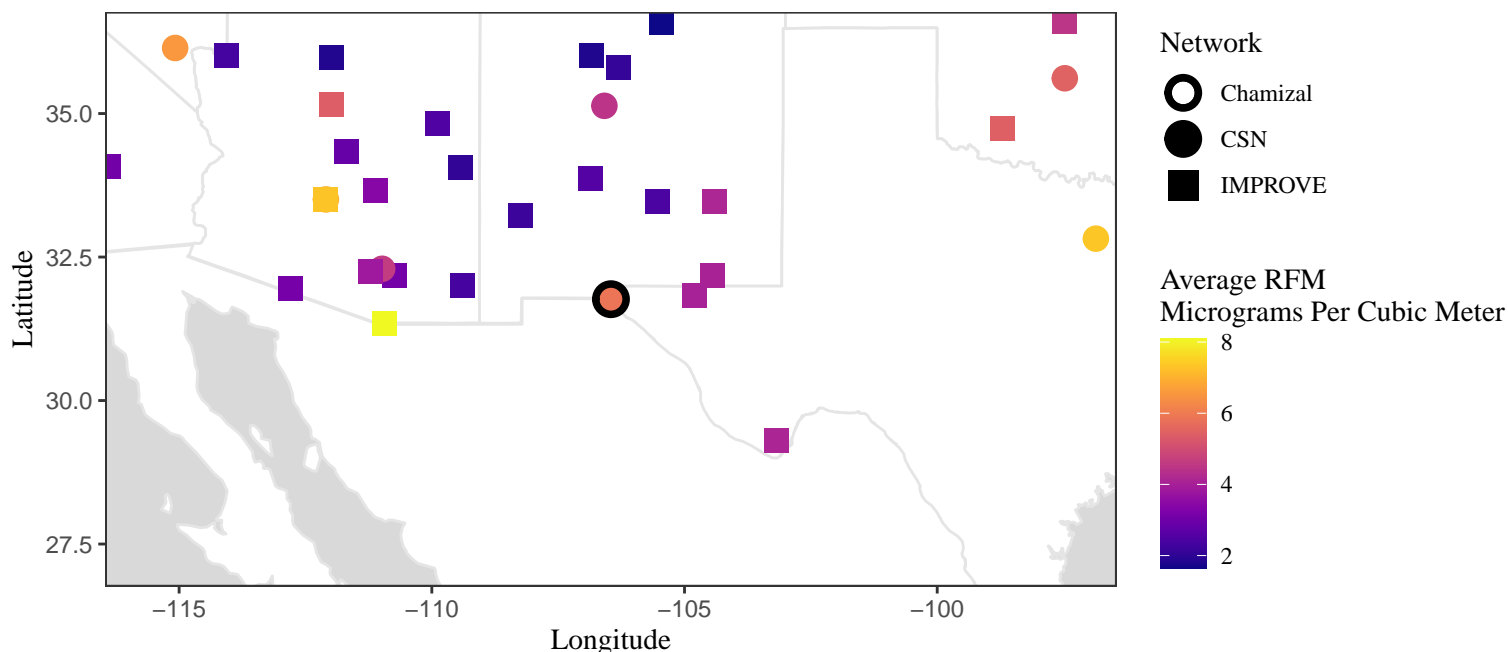 35.0
32.5
30.0
27.5
Latitude
−115
−110
−105
−100
Longitude
Network
Chamizal
CSN
IMPROVE
Average RFM
Micrograms Per Cubic Meter
8
6
4
2